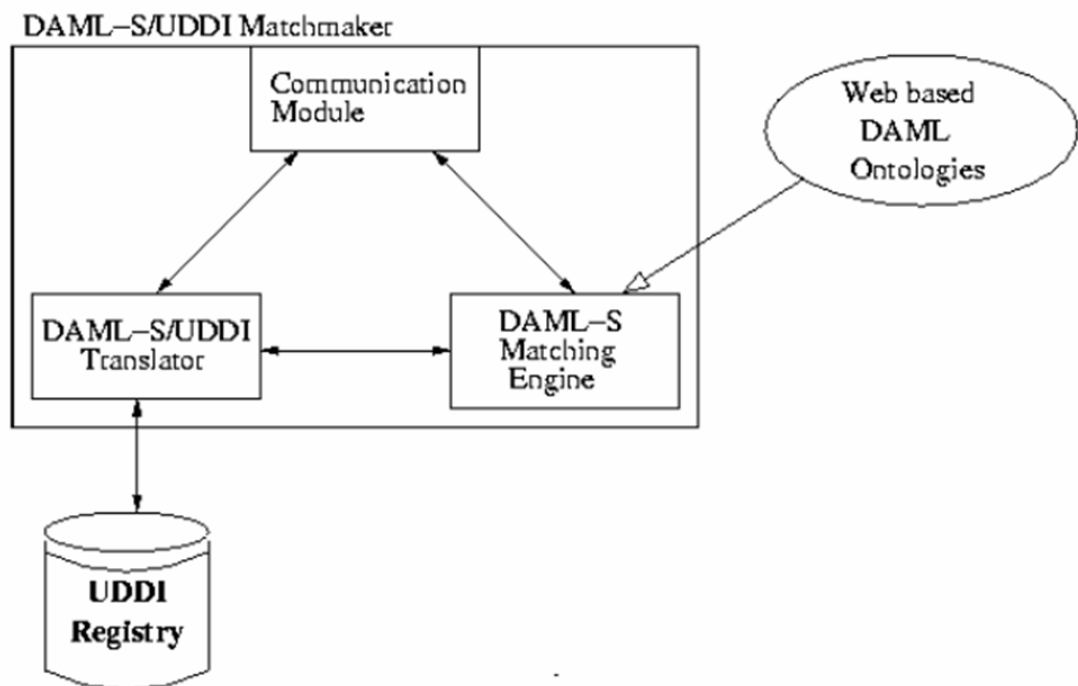 DAML–S/UDDI Matchmaker
Communication
Module
Web based
DAML
Ontologies
DAML–S/UDDI
Translator
DAML–S
Matching
Engine
UDDI
Registry